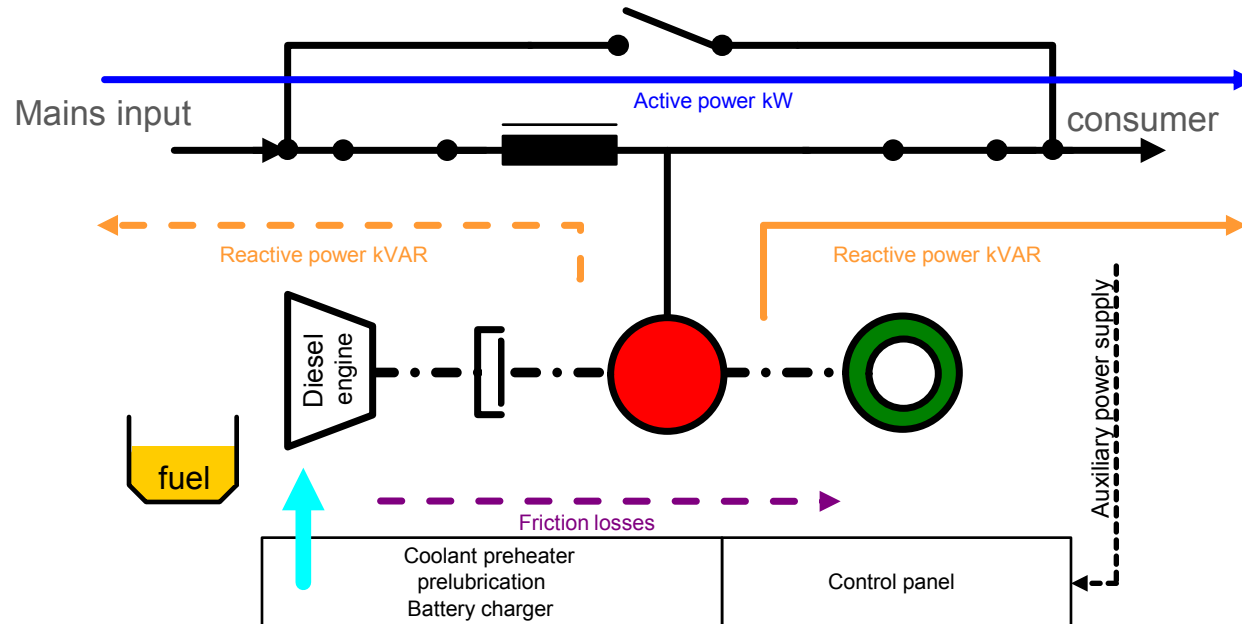 Active power kW
Mains input
consumer
Reactive power kVAR
Reactive power kVAR
Diesel
engine
Auxiliary power supply
fuel
Friction losses
Coolant preheater
prelubrication
Battery charger
Control panel